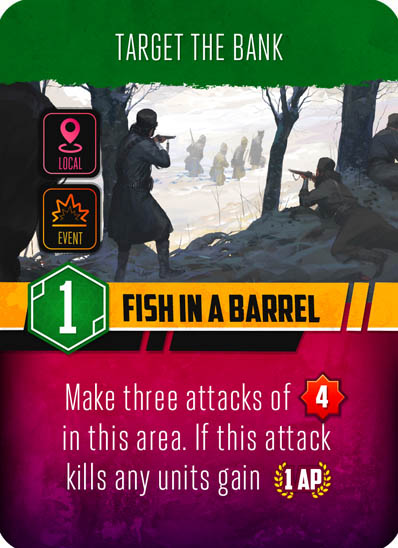 TARGET THE BANK
LOCAL
EVENT
1 FISH IN A BARREL
Make three attacks of 4
in this area. If this attack
kills any units gain 1 AP